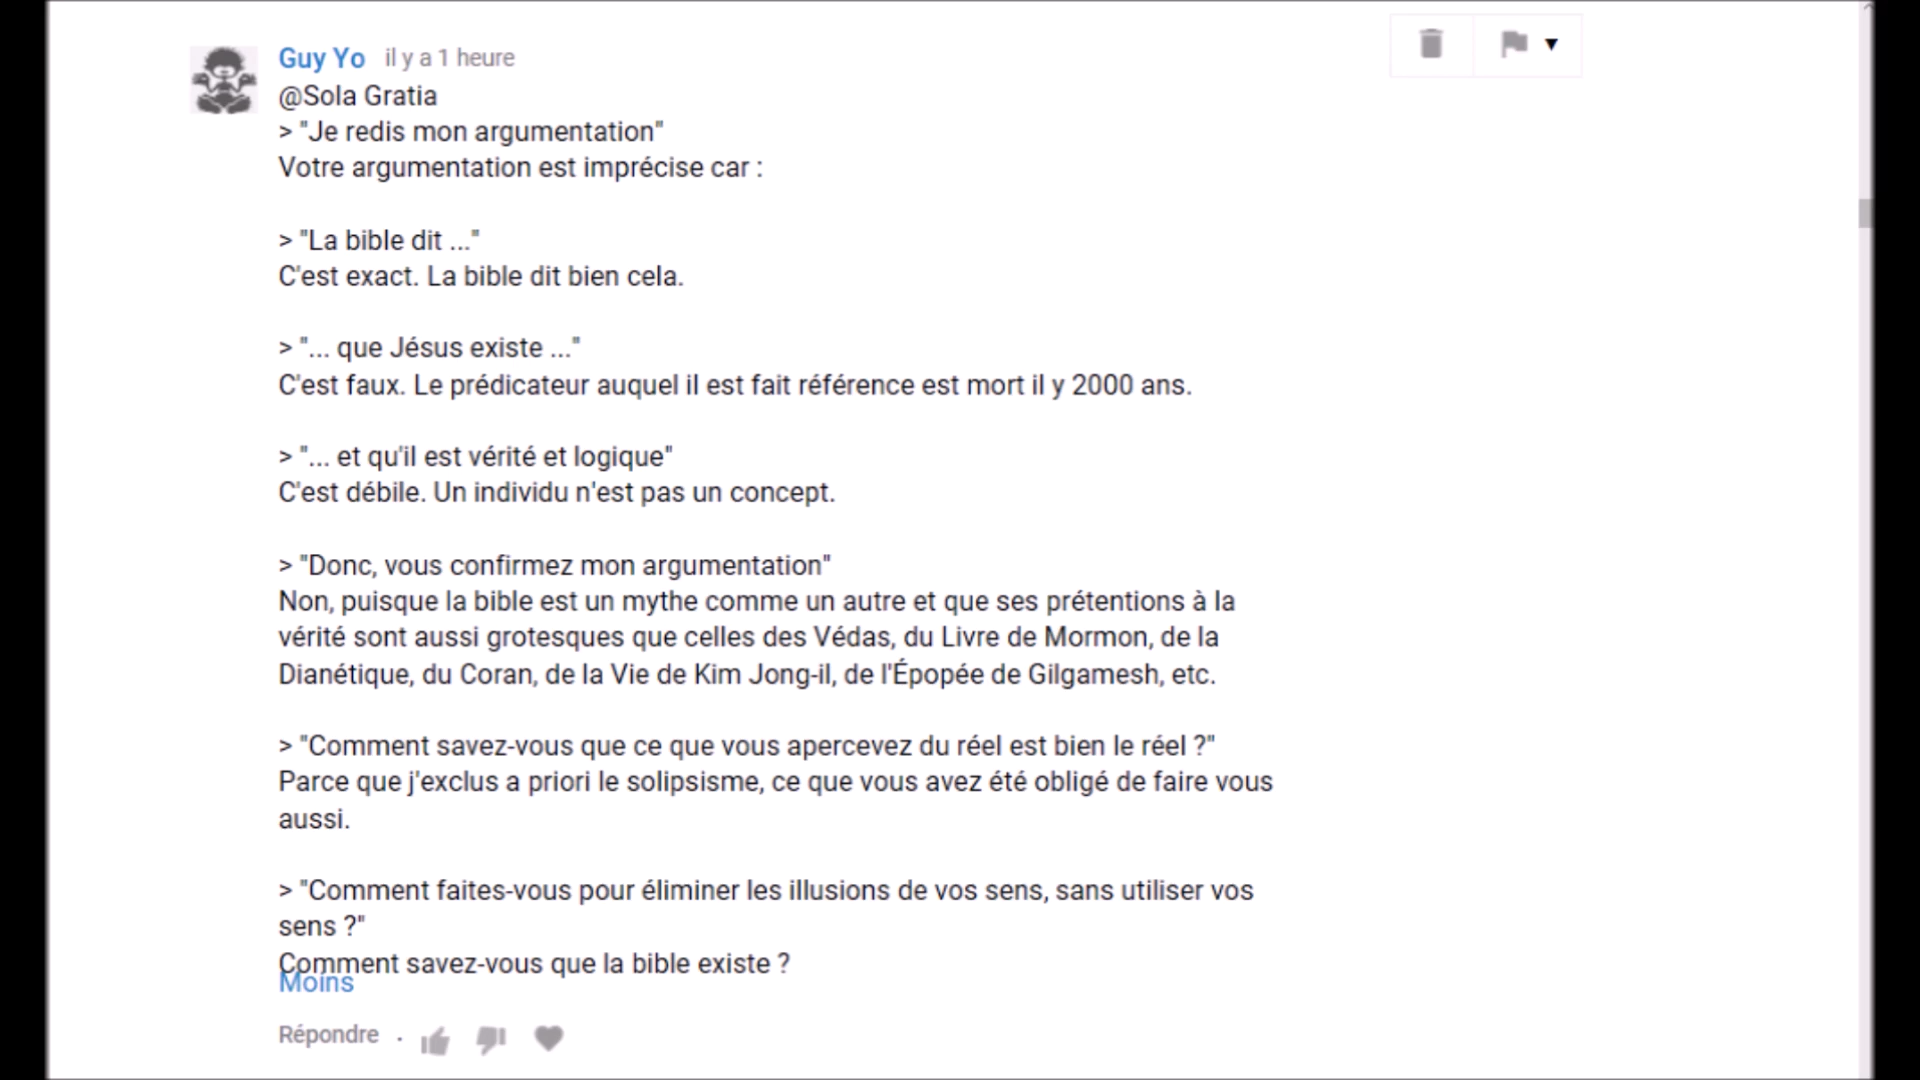 Guy Yo il y a 1 heure
@Sola Gratia
> "Je redis mon argumentation"
Votre argumentation est imprécise car :
> "La bible dit ..."
C'est exact. La bible dit bien cela.
> "... que Jésus existe ..."
C'est faux. Le prédicateur auquel il est fait référence est mort il y 2000 ans.
> "... et qu'il est vérité et logique"
C'est débile. Un individu n'est pas un concept.
> "Donc, vous confirmez mon argumentation"
Non, puisque la bible est un mythe comme un autre et que ses prétentions à la
vérité sont aussi grotesques que celles des Védas, du Livre de Mormon, de la
Dianétique, du Coran, de la Vie de Kim Jong-il, de l'Épopée de Gilgamesh, etc.
> "Comment savez-vous que ce que vous apercevez du réel est bien le réel ?"
Parce que j'exclus a priori le solipsisme, ce que vous avez été obligé de faire vous
aussi.
> "Comment faites-vous pour éliminer les illusions de vos sens, sans utiliser vos
sens ?"
Comment savez-vous que la bible existe ?
Moins
Répondre .